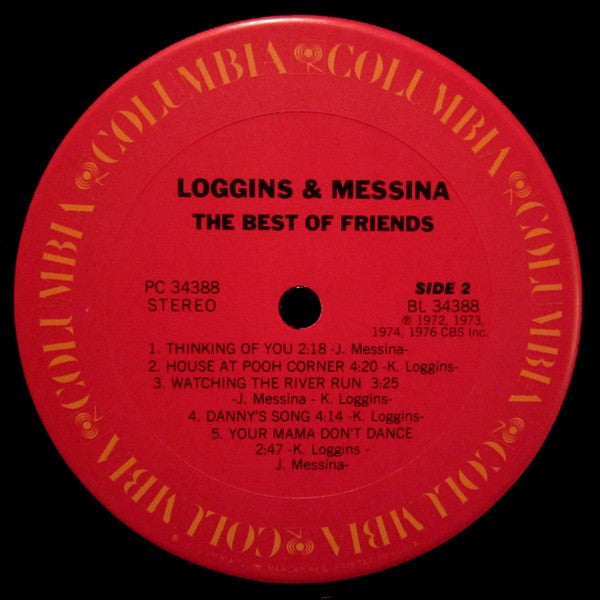 COLUMBIA COLUMBIA COLUMBIA COLUMBIA COLUMBIA COLUMBIA
LOGGINS & MESSINA
THE BEST OF FRIENDS
PC 34388
STEREO
SIDE 2
BL 34388
℗ 1972, 1973,
1974, 1976 CBS Inc.
1. THINKING OF YOU 2:18 -J. Messina-
2. HOUSE AT POOH CORNER 4:20 -K. Loggins-
3. WATCHING THE RIVER RUN 3:25
-J. Messina - K. Loggins-
4. DANNY'S SONG 4:14 -K. Loggins-
5. YOUR MAMA DON'T DANCE
2:47 -K. Loggins -
J. Messina-